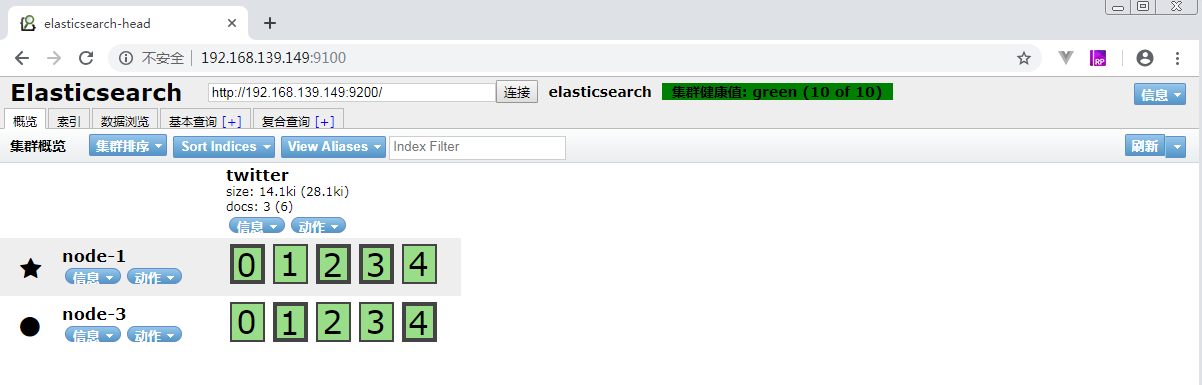 elasticsearch-head
不安全 192.168.139.149:9100
RP
Elasticsearch http://192.168.139.149:9200/ 连接 elasticsearch 集群健康值: green (10 of 10) 信息
概览 索引 数据浏览 基本查询 [+] 复合查询 [+]
集群概览 集群排序 Sort Indices View Aliases Index Filter 刷新
twitter
size: 14.1ki (28.1ki)
docs: 3 (6)
信息 动作
node-1 0 1 2 3 4
信息 动作
node-3 0 1 2 3 4
信息 动作